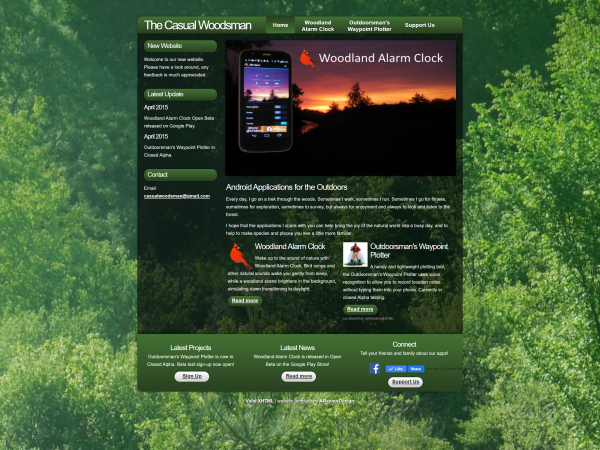 The Casual Woodsman
Home
Woodland
Alarm Clock
Outdoorsman's
Waypoint Plotter
Support Us
New Website
Welcome to our new website.
Please have a look around, any
feedback is much appreciated.
Latest Update
April 2015
Woodland Alarm Clock Open Beta
released on Google Play.
April 2015
Outdoorsman's Waypoint Plotter in
Closed Alpha.
Contact
Email:
casualwoodsman@gmail.com
Woodland Alarm Clock
Android Applications for the Outdoors
Every day, I go on a trek through the woods. Sometimes I walk, sometimes I run. Sometimes I go for fitness,
sometimes for exploration, sometimes to survey, but always for enjoyment and always to look and listen to the
forest.
I hope that the applications I share with you can help bring the joy of the natural world into a busy day, and to
help to make species and places you see a little more familiar.
Woodland Alarm Clock
Wake up to the sound of nature with
Woodland Alarm Clock. Bird songs and
other natural sounds wake you gently from sleep,
while a woodland scene brightens in the background,
simulating dawn transitioning to daylight.
Read more
Outdoorsman's Waypoint
Plotter
A handy and lightweight plotting tool,
the Outdoorsman's Waypoint Plotter uses voice
recognition to allow you to record location notes
without typing them into your phone. Currently in
closed Alpha testing.
Read more
Latest Projects
Outdoorsman's Waypoint Plotter is now in
Closed Alpha. Beta test sign-up now open!
Sign Up
Latest News
Woodland Alarm Clock is released in Open
Beta on the Google Play Store!
Read more
Connect
Tell your friends and family about our apps!
Like
Share
Support Us
Valid XHTML | website template by ARaynorDesign